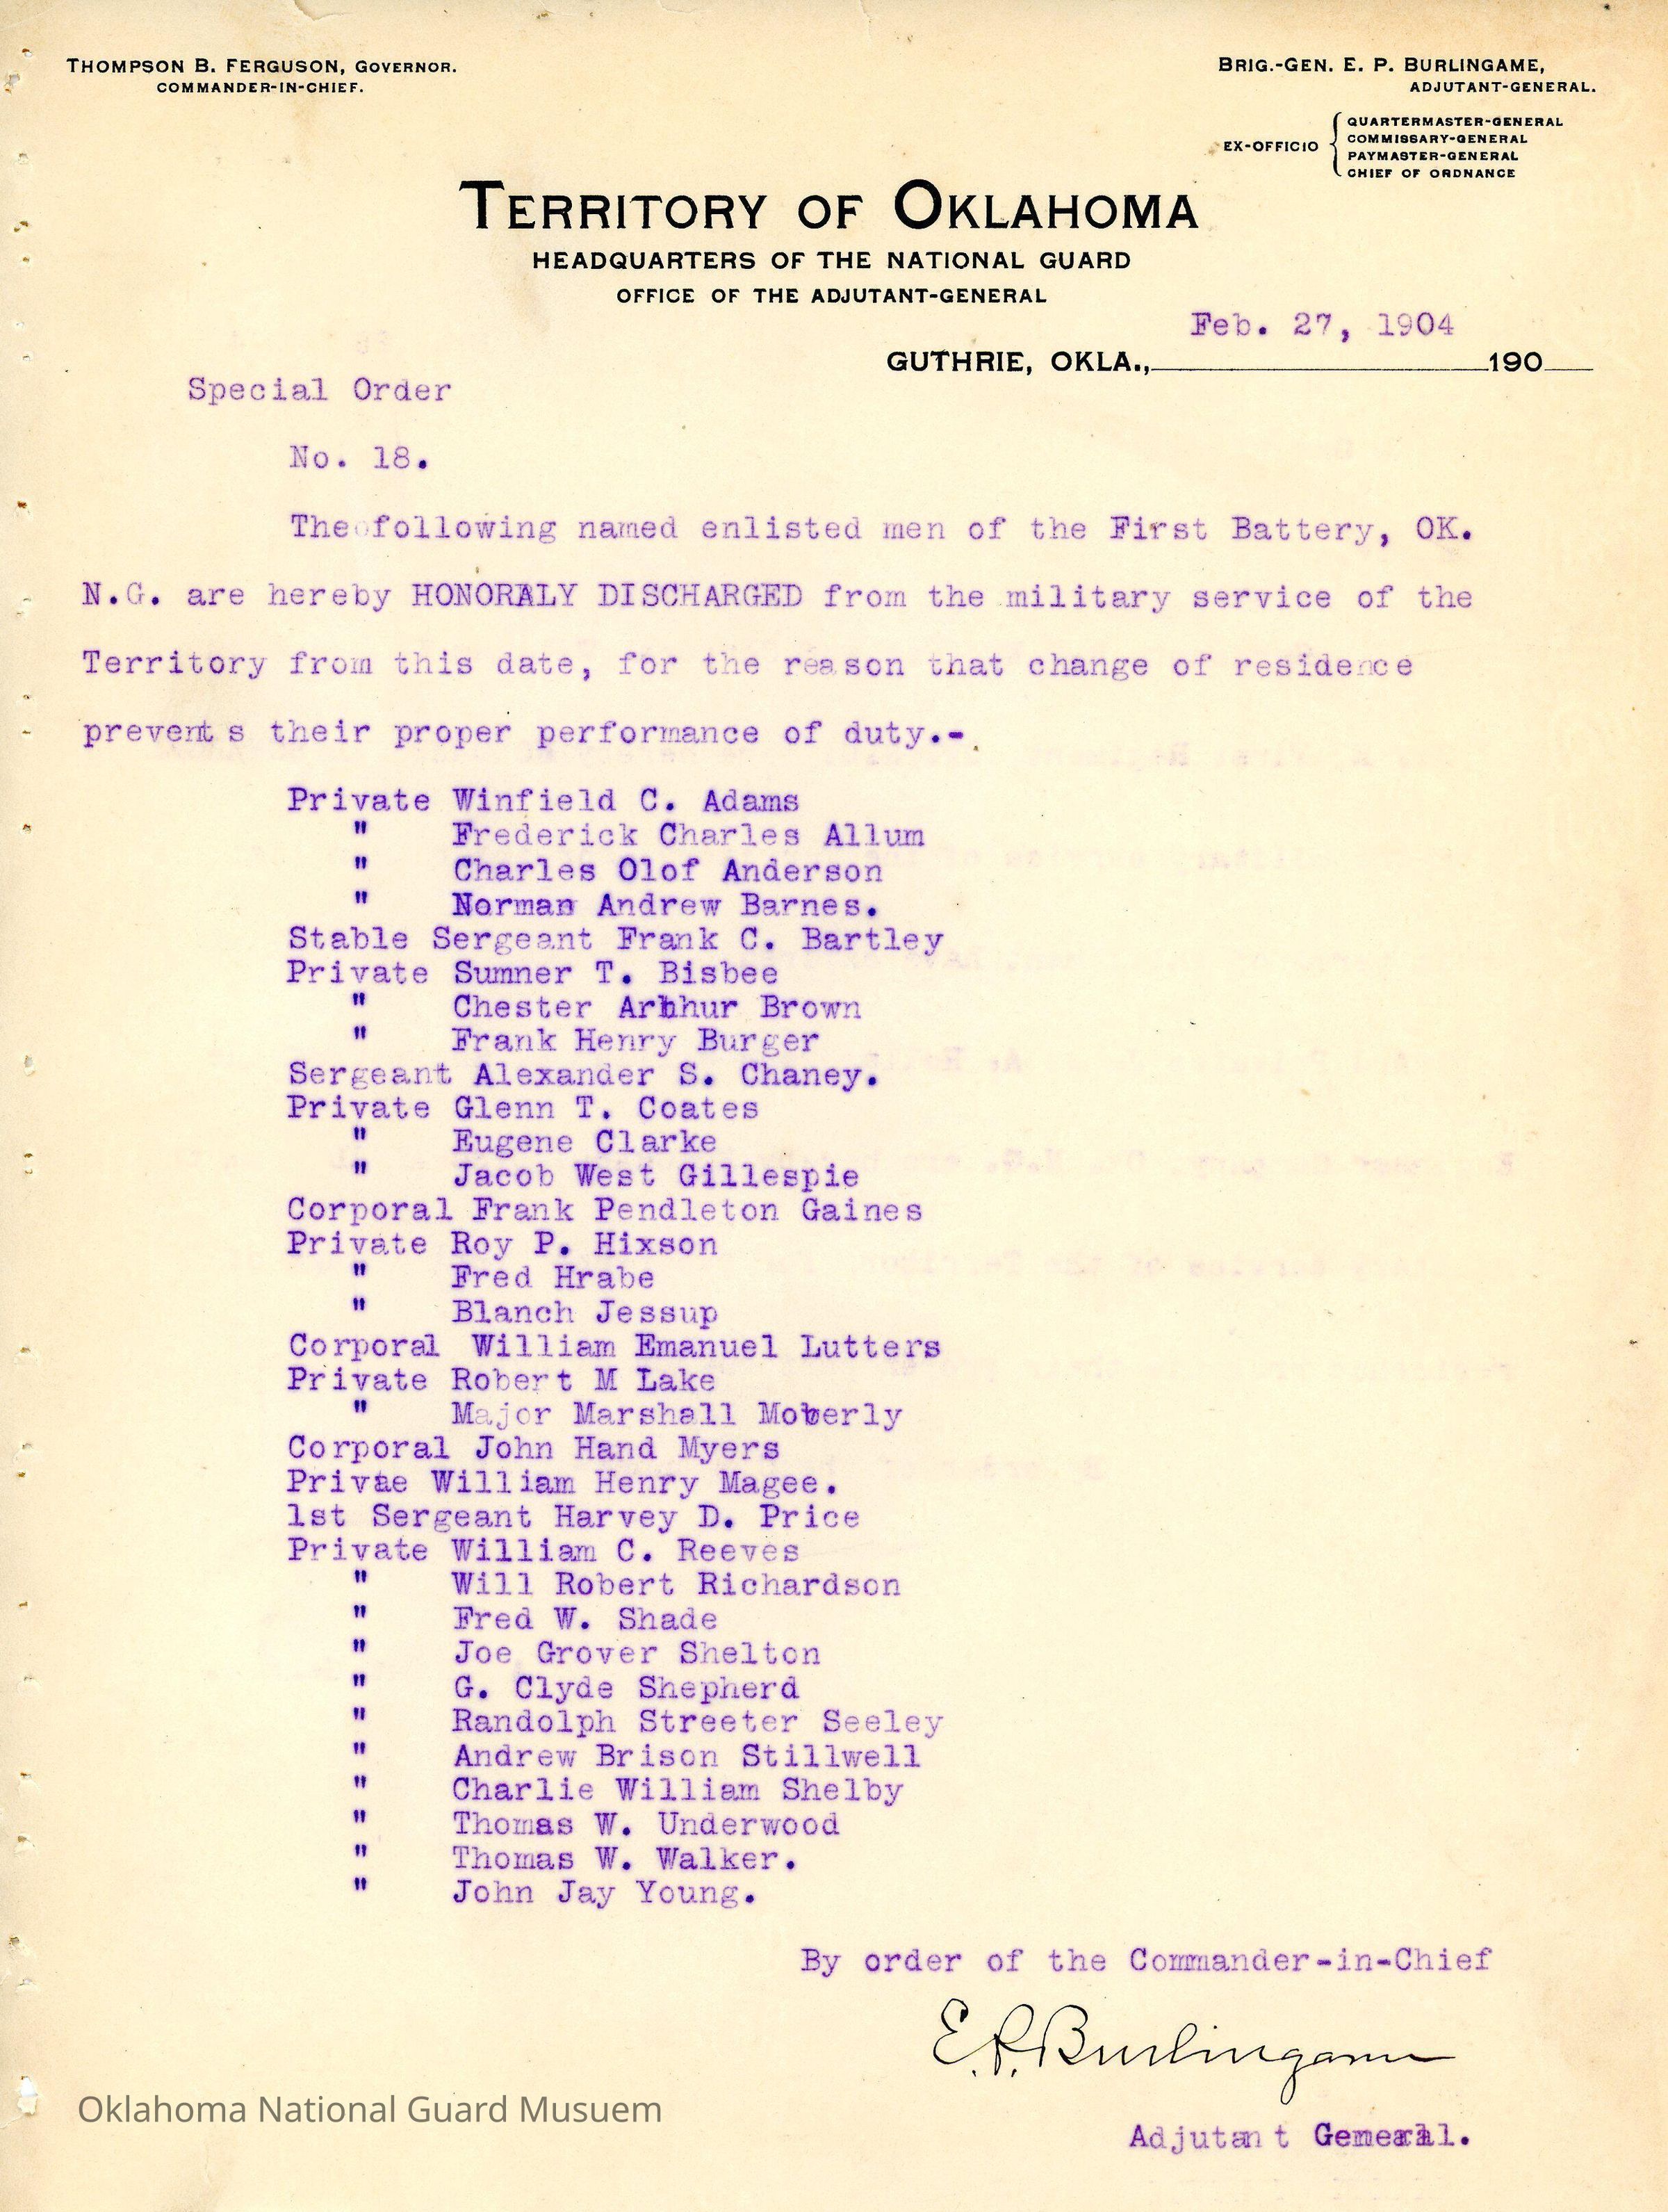 THOMPSON B. FERGUSON, GOVERNOR.
COMMANDER-IN-CHIEF.
BRIG.-GEN. E. P. BURLINGAME,
ADJUTANT-GENERAL.
EX-OFFICIO
QUARTERMASTER-GENERAL
COMMISSARY-GENERAL
PAYMASTER-GENERAL
CHIEF OF ORDNANCE
TERRITORY OF OKLAHOMA
HEADQUARTERS OF THE NATIONAL GUARD
OFFICE OF THE ADJUTANT-GENERAL
Feb. 27, 1904
GUTHRIE, OKLA., 190
Special Order
No. 18.
The following named enlisted men of the First Battery, OK.
N.G. are hereby HONORALY DISCHARGED from the military service of the
Territory from this date, for the reason that change of residence
prevents their proper performance of duty.-
Private Winfield C. Adams
" Frederick Charles Allum
" Charles Olof Anderson
" Norman Andrew Barnes.
Stable Sergeant Frank C. Bartley
Private Sumner T. Bisbee
" Chester Arthur Brown
" Frank Henry Burger
Sergeant Alexander S. Chaney.
Private Glenn T. Coates
" Eugene Clarke
" Jacob West Gillespie
Corporal Frank Pendleton Gaines
Private Roy P. Hixson
" Fred Hrabe
" Blanch Jessup
Corporal William Emanuel Lutters
Private Robert M Lake
" Major Marshall Moberly
Corporal John Hand Myers
Private William Henry Magee.
1st Sergeant Harvey D. Price
Private William C. Reeves
" Will Robert Richardson
" Fred W. Shade
" Joe Grover Shelton
" G. Clyde Shepherd
" Randolph Streeter Seeley
" Andrew Brison Stillwell
" Charlie William Shelby
" Thomas W. Underwood
" Thomas W. Walker.
" John Jay Young.
By order of the Commander-in-Chief
E. P. Burlingame
Adjutant General.
Oklahoma National Guard Musuem